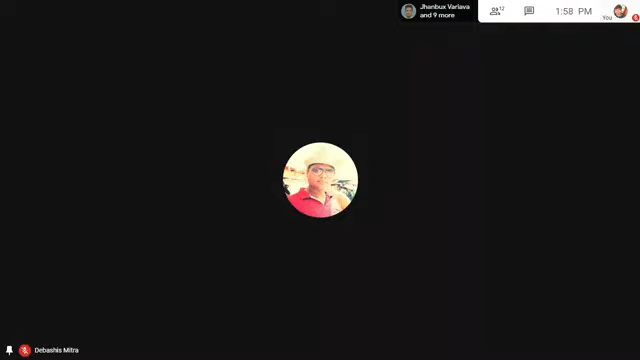 Jhanbux Variava
and 9 more
12
1:58 PM
You
Debashis Mitra